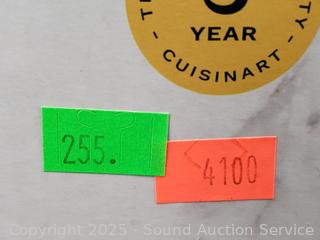 YEAR
CUISINART
255.
4100
Copyright © 2025 - Sound Auction Service